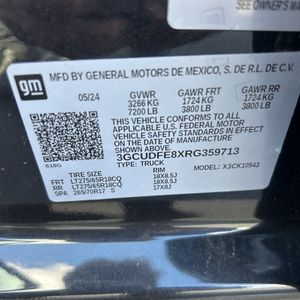 SEE OWNER'S MA
gm
MFD BY GENERAL MOTORS DE MEXICO, S. DE R.L. DE C.V.
05/24 GVWR GAWR FRT GAWR RR
3266 KG 1724 KG 1724 KG
7200 LB 3800 LB 3800 LB
THIS VEHICLE CONFORMS TO ALL
APPLICABLE U.S. FEDERAL MOTOR
VEHICLE SAFETY STANDARDS IN EFFECT
ON THE DATE OF MANUFACTURE
SHOWN ABOVE.
3GCUDFE8XRG359713
618G TYPE: TRUCK MODEL: X3CK10543
TIRE SIZE RIM
FRT LT275/65R18CQ 18X8.5J
RR LT275/65R18CQ 18X8.5J
SPA 265/70R17 S 17X8J